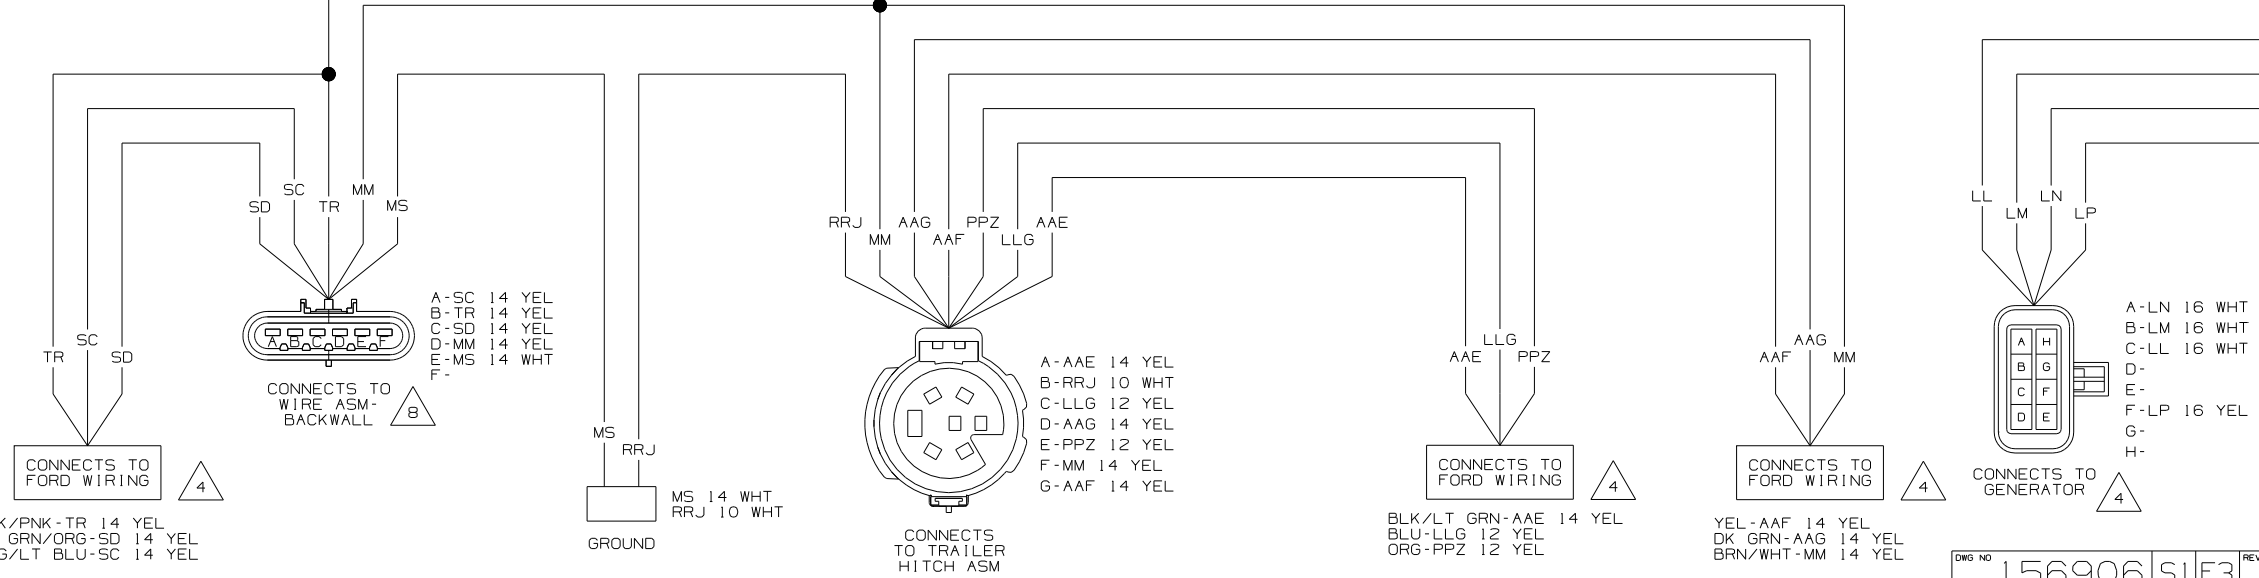 TR
SC
SD
CONNECTS TO
FORD WIRING
4
K/PNK-TR 14 YEL
GRN/ORG-SD 14 YEL
G/LT BLU-SC 14 YEL
SD
SC
TR
MM
MS
A B C D E F
A-SC 14 YEL
B-TR 14 YEL
C-SD 14 YEL
D-MM 14 YEL
E-MS 14 WHT
F-
CONNECTS TO
WIRE ASM-
BACKWALL
8
MS
RRJ
MS 14 WHT
RRJ 10 WHT
GROUND
RRJ
MM
AAG
AAF
PPZ
LLG
AAE
A-AAE 14 YEL
B-RRJ 10 WHT
C-LLG 12 YEL
D-AAG 14 YEL
E-PPZ 12 YEL
F-MM 14 YEL
G-AAF 14 YEL
CONNECTS
TO TRAILER
HITCH ASM
AAE
LLG
PPZ
CONNECTS TO
FORD WIRING
4
BLK/LT GRN-AAE 14 YEL
BLU-LLG 12 YEL
ORG-PPZ 12 YEL
AAF
AAG
MM
CONNECTS TO
FORD WIRING
4
YEL-AAF 14 YEL
DK GRN-AAG 14 YEL
BRN/WHT-MM 14 YEL
LL
LM
LN
LP
A H
B G
C F
D E
A-LN 16 WHT
B-LM 16 WHT
C-LL 16 WHT
D-
E-
F-LP 16 YEL
G-
H-
CONNECTS TO
GENERATOR
4
DWG NO 156906 S1 F3 REV